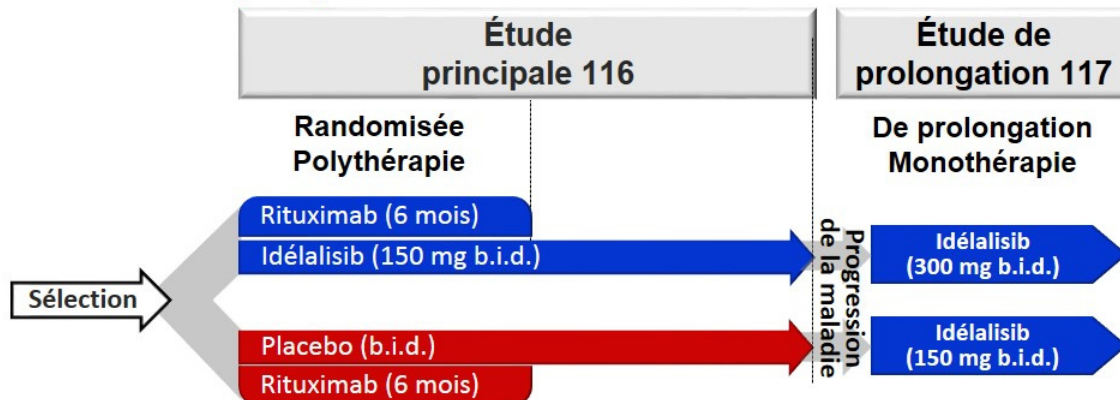 Étude
principale 116
Étude de
prolongation 117
Randomisée
Polythérapie
De prolongation
Monothérapie
Sélection
Rituximab (6 mois)
Idélalisib (150 mg b.i.d.)
Placebo (b.i.d.)
Rituximab (6 mois)
Progression
de la maladie
Idélalisib
(300 mg b.i.d.)
Idélalisib
(150 mg b.i.d.)